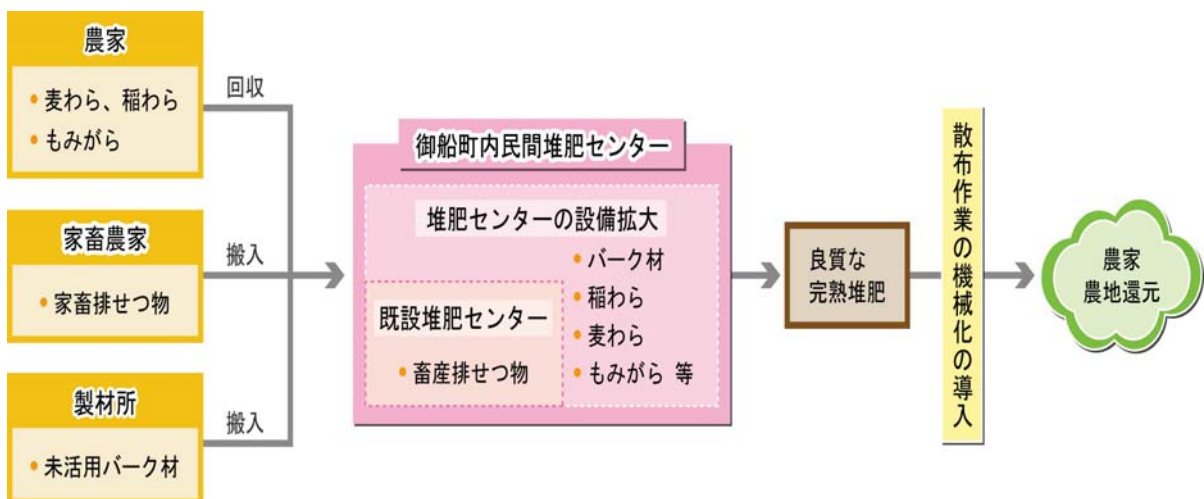 農家
• 麦わら、稲わら
• もみがら
回収
家畜農家
• 家畜排せつ物
搬入
製材所
• 未活用バーク材
搬入
御船町内民間堆肥センター
堆肥センターの設備拡大
• バーク材
• 稲わら
• 麦わら
• もみがら 等
既設堆肥センター
• 畜産排せつ物
良質な
完熟堆肥
散布作業の機械化の導入
農家
農地還元